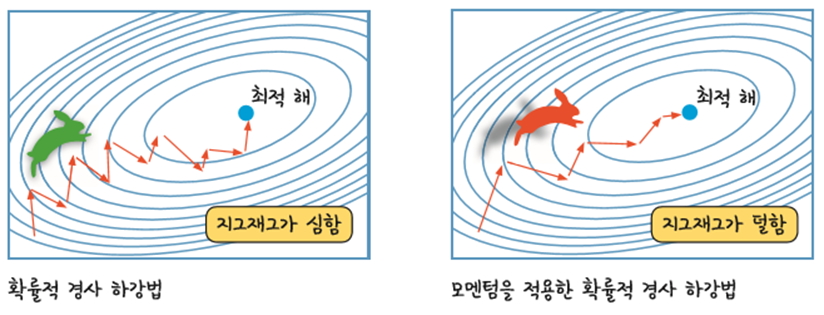 최적 해
지그재그가 심함
확률적 경사 하강법
최적 해
지그재그가 덜함
모멘텀을 적용한 확률적 경사 하강법